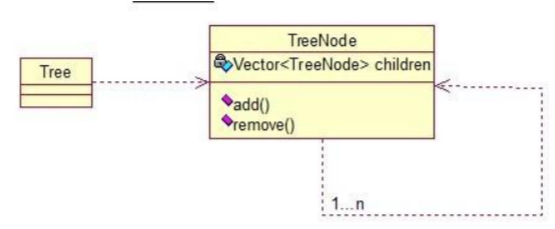 TreeNode
Vector<TreeNode> children
Tree
add()
remove()
1...n